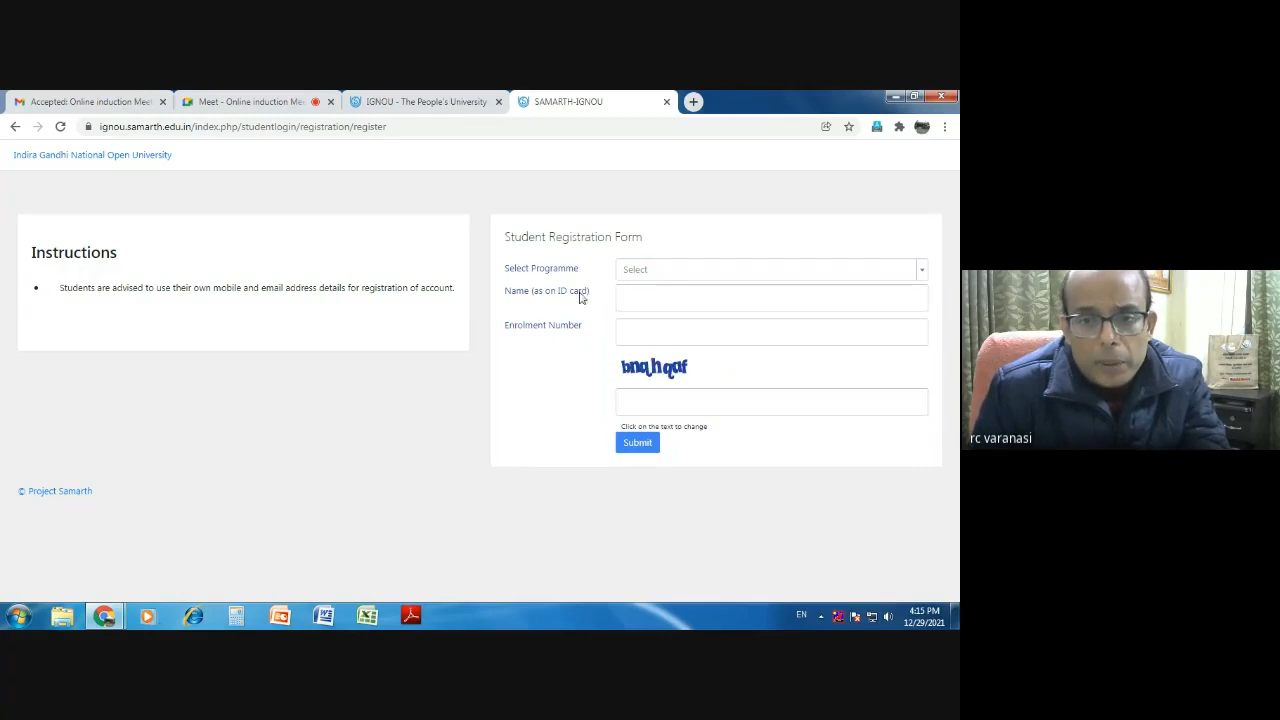 Accepted: Online induction Meet
Meet - Online induction Mee
IGNOU - The People's University
SAMARTH-IGNOU
ignou.samarth.edu.in/index.php/studentlogin/registration/register
Indira Gandhi National Open University
Instructions
Students are advised to use their own mobile and email address details for registration of account.
Student Registration Form
Select Programme
Select
Name (as on ID card)
Enrolment Number
bnqhqaf
Click on the text to change
Submit
© Project Samarth
rc varanasi
EN
4:15 PM
12/29/2021